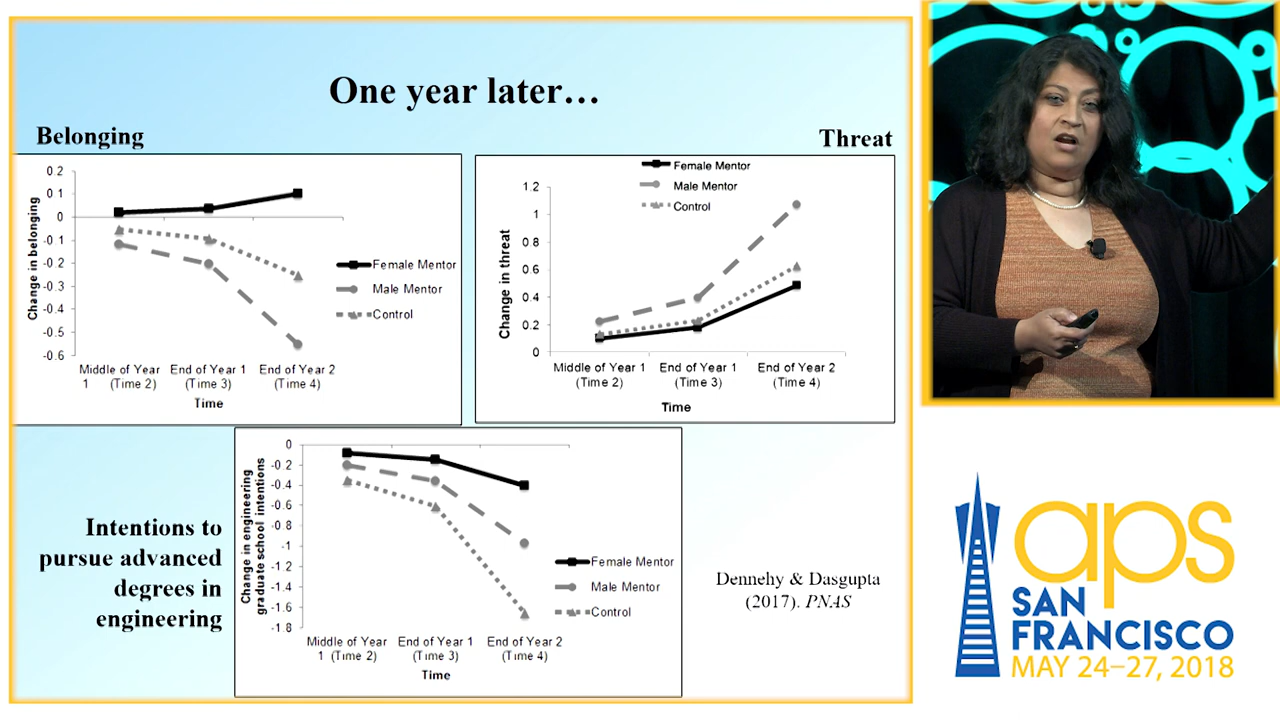 One year later…
Belonging
Threat
0.2
0.1
0
-0.1
-0.2
-0.3
-0.4
-0.5
-0.6
Change in belonging
Female Mentor
Male Mentor
Control
Middle of Year
1 (Time 2)
End of Year 1
(Time 3)
End of Year 2
(Time 4)
Time
Female Mentor
Male Mentor
Control
1.2
1
0.8
0.6
0.4
0.2
0
Change in threat
Middle of Year 1
(Time 2)
End of Year 1
(Time 3)
End of Year 2
(Time 4)
Time
Intentions to
pursue advanced
degrees in
engineering
0
-0.2
-0.4
-0.6
-0.8
-1
-1.2
-1.4
-1.6
-1.8
Change in engineering
graduate school intentions
Female Mentor
Male Mentor
Control
Middle of Year
1 (Time 2)
End of Year 1
(Time 3)
End of Year 2
(Time 4)
Time
Dennehy & Dasgupta
(2017). PNAS
aps
SAN
FRANCISCO
MAY 24–27, 2018